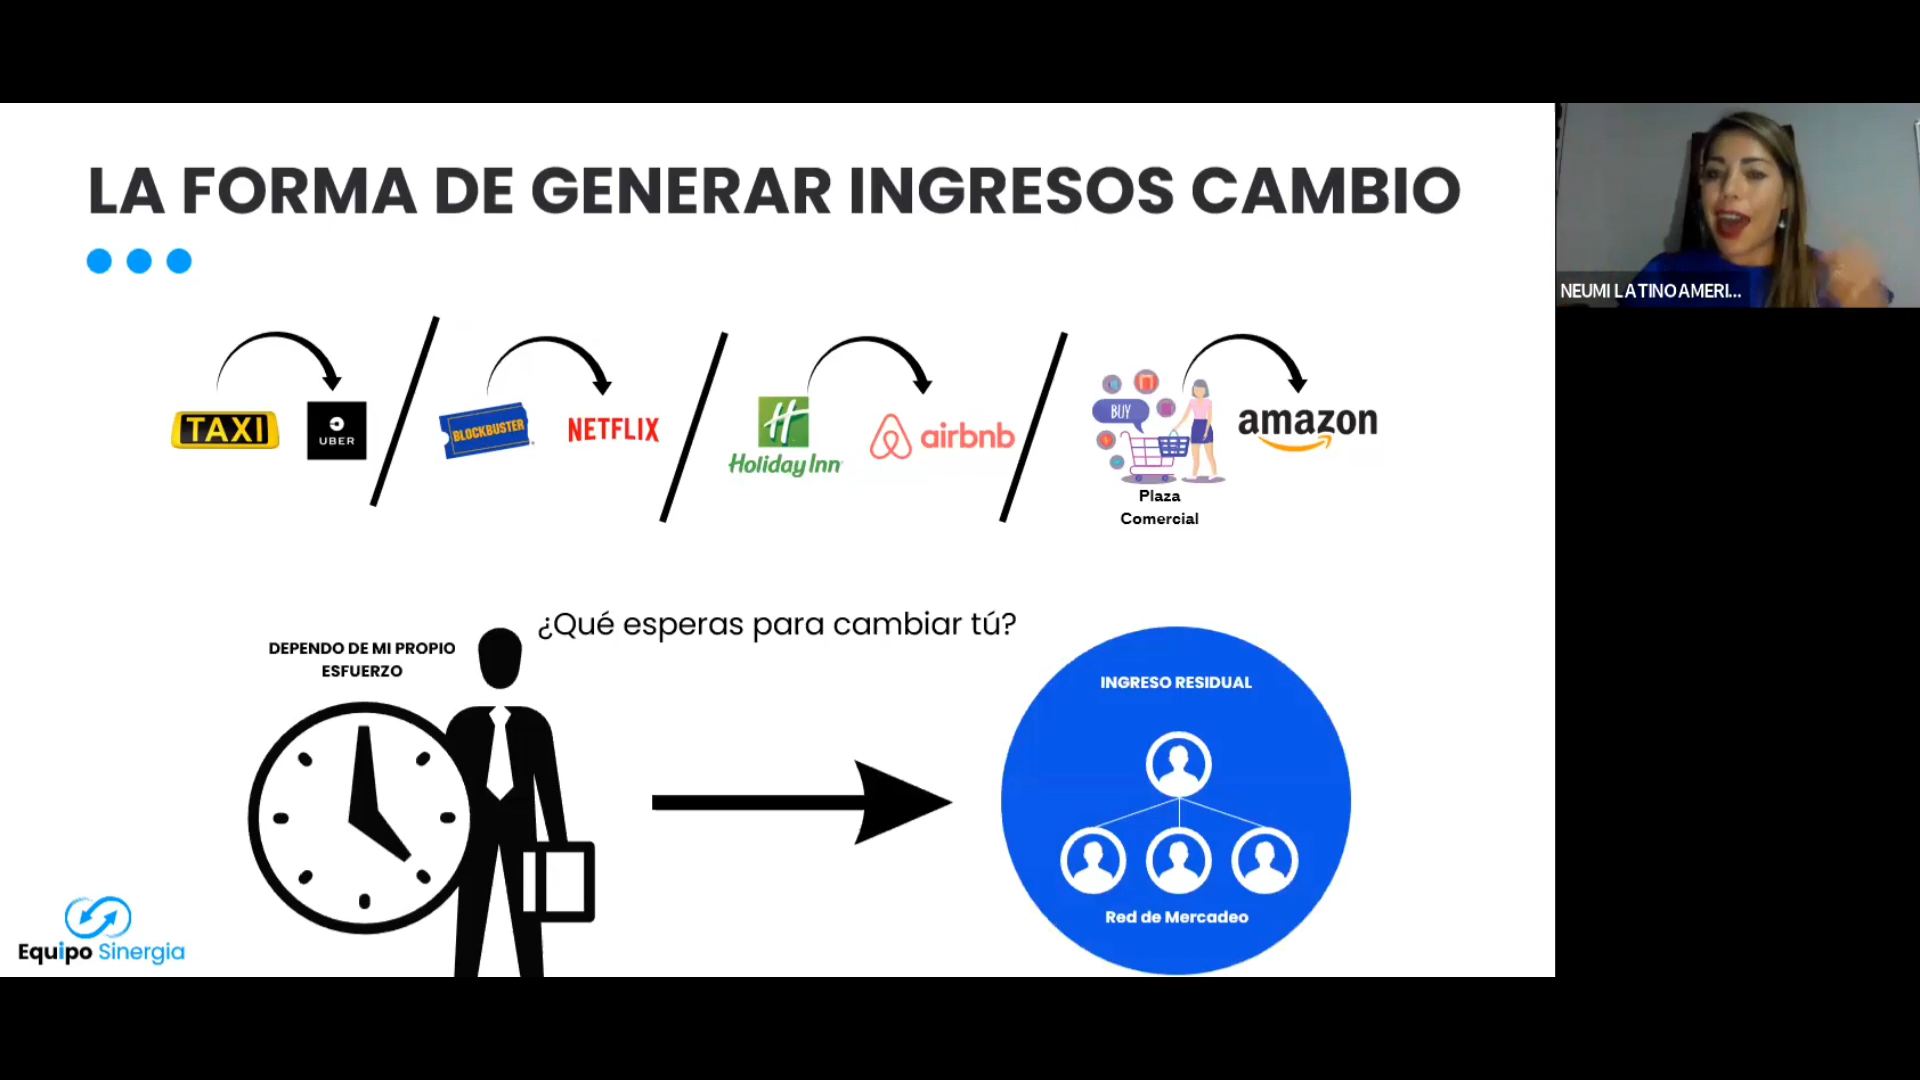 LA FORMA DE GENERAR INGRESOS CAMBIO
NEUMI LATINOAMERI...
TAXI
UBER
BLOCKBUSTER
NETFLIX
H
Holiday Inn
airbnb
BUY
amazon
Plaza
Comercial
¿Qué esperas para cambiar tú?
DEPENDO DE MI PROPIO
ESFUERZO
INGRESO RESIDUAL
Red de Mercadeo
Equipo Sinergia